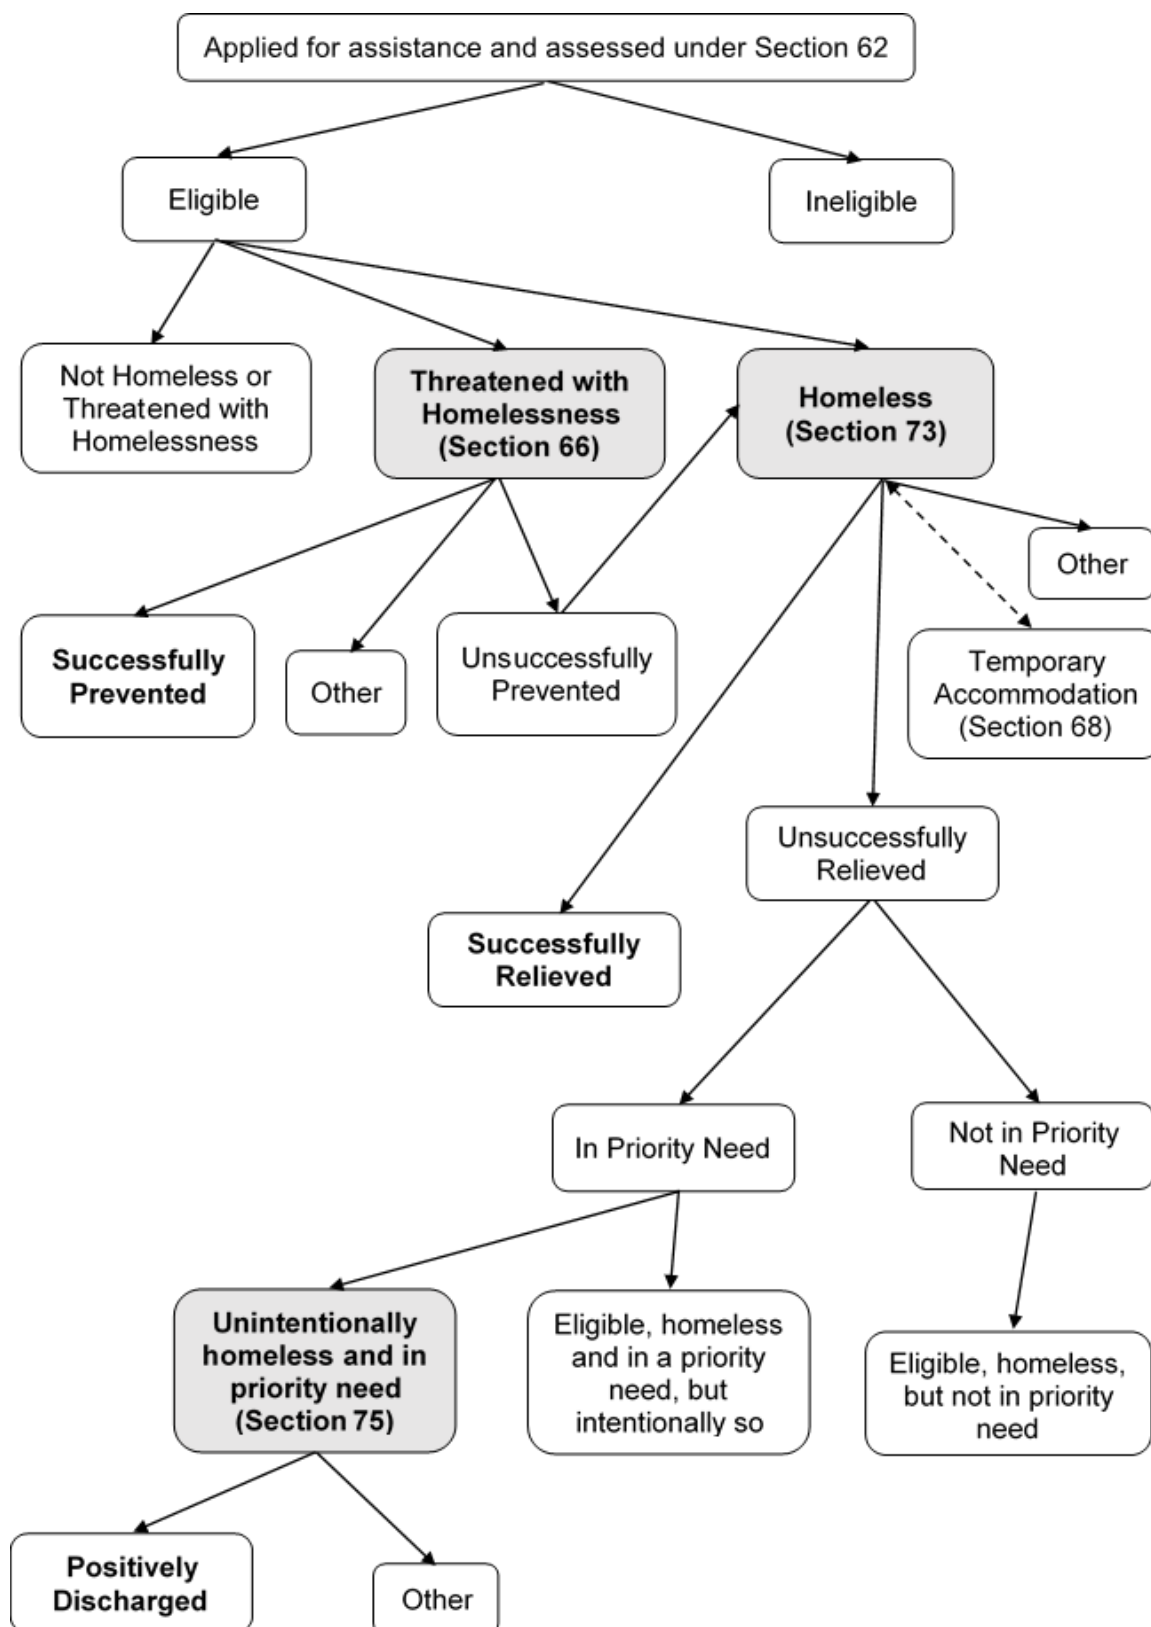 Applied for assistance and assessed under Section 62
Eligible
Ineligible
Not Homeless or
Threatened with
Homelessness
Threatened with
Homelessness
(Section 66)
Homeless
(Section 73)
Other
Successfully
Prevented
Other
Unsuccessfully
Prevented
Temporary
Accommodation
(Section 68)
Unsuccessfully
Relieved
Successfully
Relieved
In Priority Need
Not in Priority
Need
Unintentionally
homeless and in
priority need
(Section 75)
Eligible, homeless
and in a priority
need, but
intentionally so
Eligible, homeless,
but not in priority
need
Positively
Discharged
Other